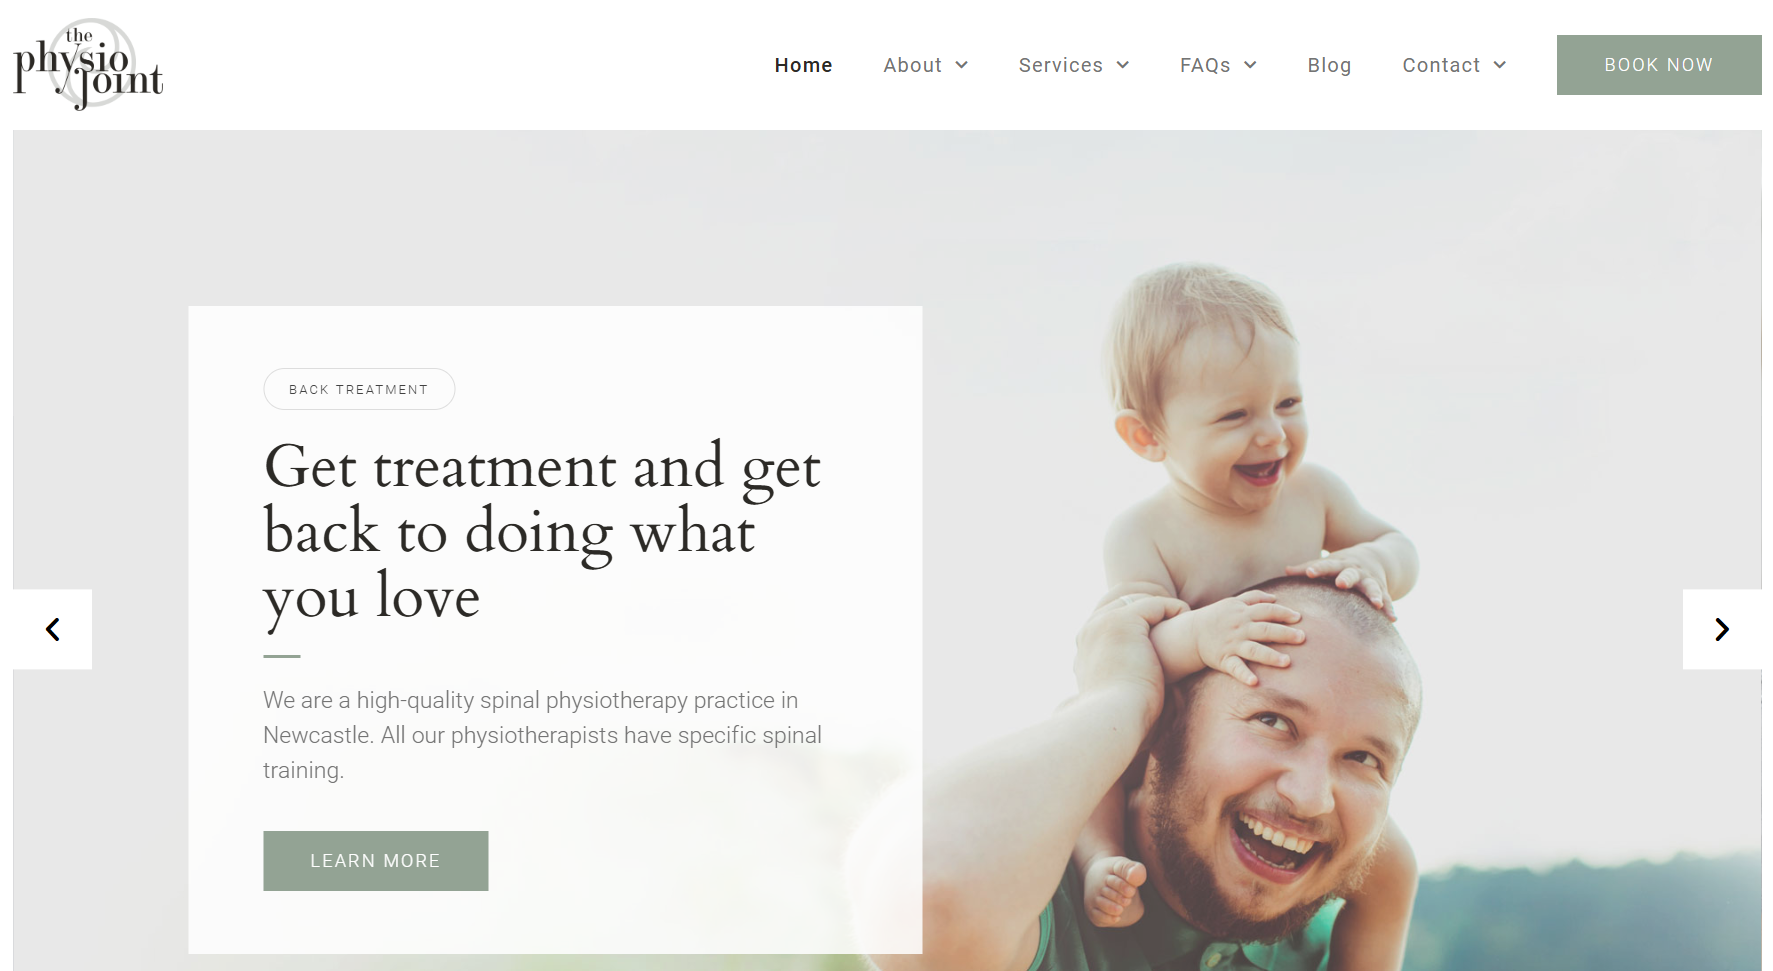 the
physio
Joint
Home
About
Services
FAQs
Blog
Contact
BOOK NOW
BACK TREATMENT
Get treatment and get
back to doing what
you love
We are a high-quality spinal physiotherapy practice in
Newcastle. All our physiotherapists have specific spinal
training.
LEARN MORE